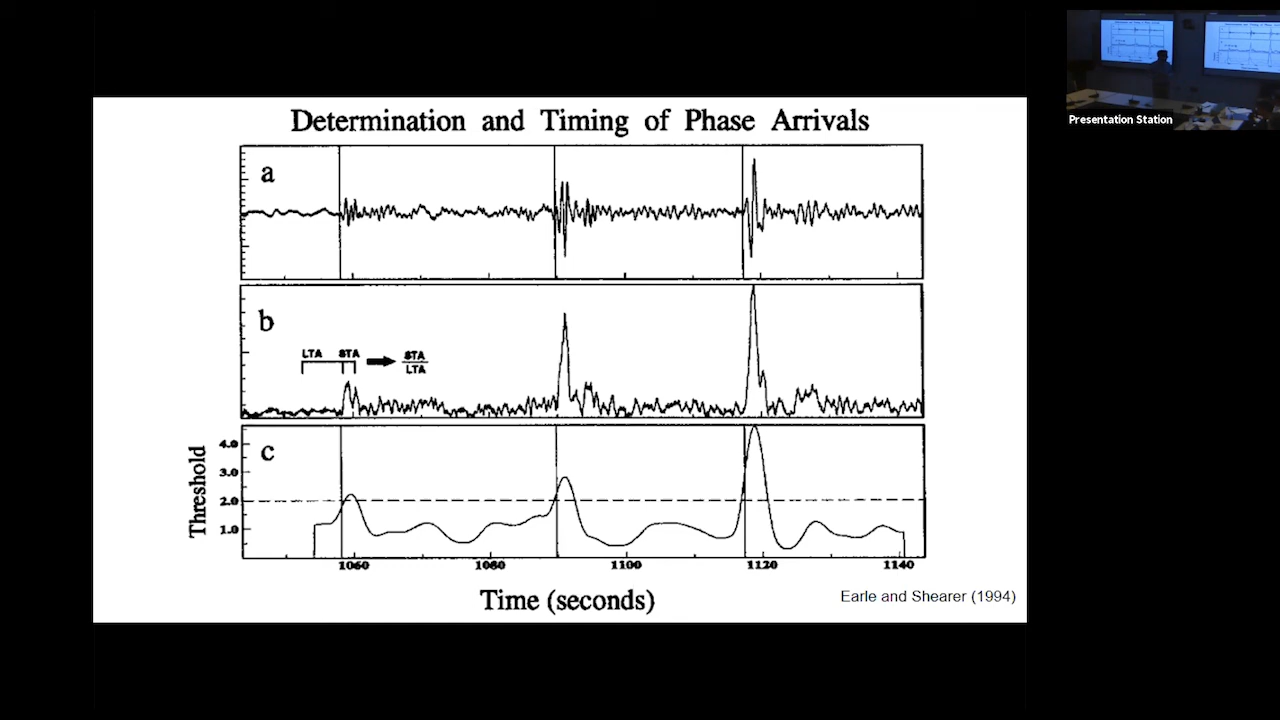 Determination and Timing of Phase Arrivals
a
b
LTA STA STA
LTA
c
Threshold
4.0
3.0
2.0
1.0
1060 1080 1100 1120 1140
Time (seconds)
Earle and Shearer (1994)
Presentation Station